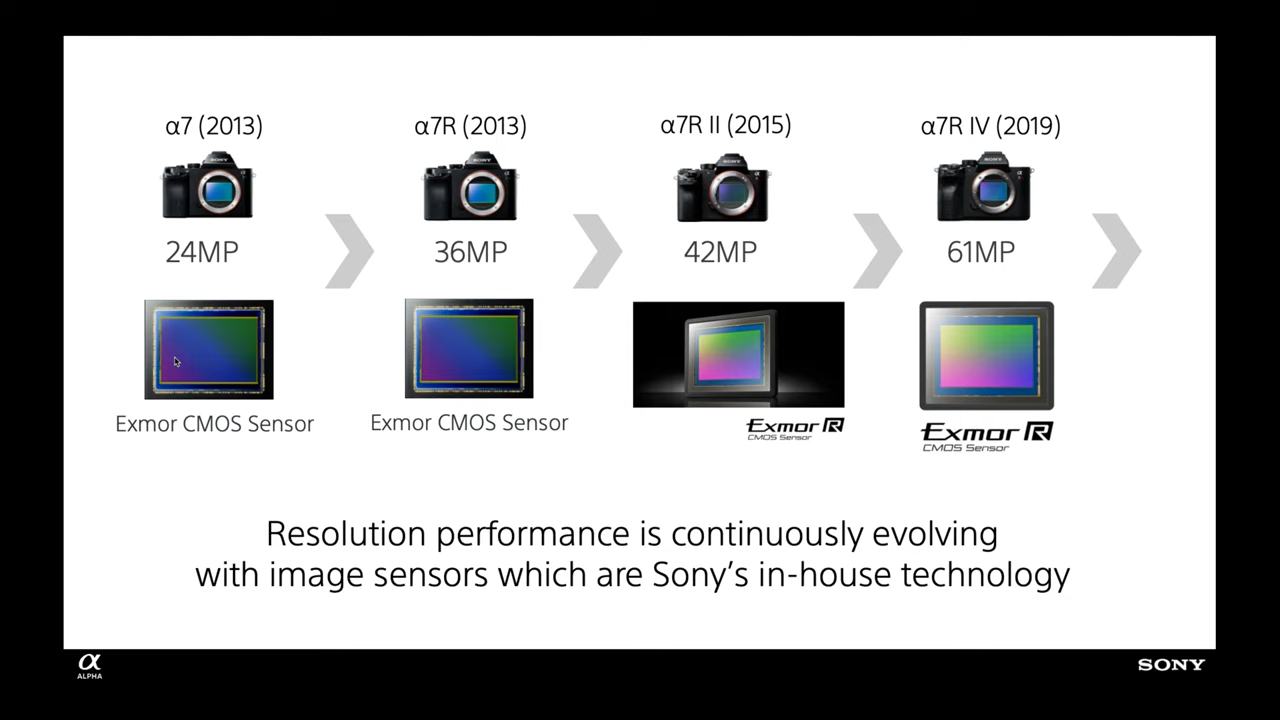 α7 (2013)
α7R (2013)
α7R II (2015)
α7R IV (2019)
24MP
36MP
42MP
61MP
Exmor CMOS Sensor
Exmor CMOS Sensor
Exmor R
CMOS Sensor
Exmor R
CMOS Sensor
Resolution performance is continuously evolving
with image sensors which are Sony's in-house technology
α
ALPHA
SONY